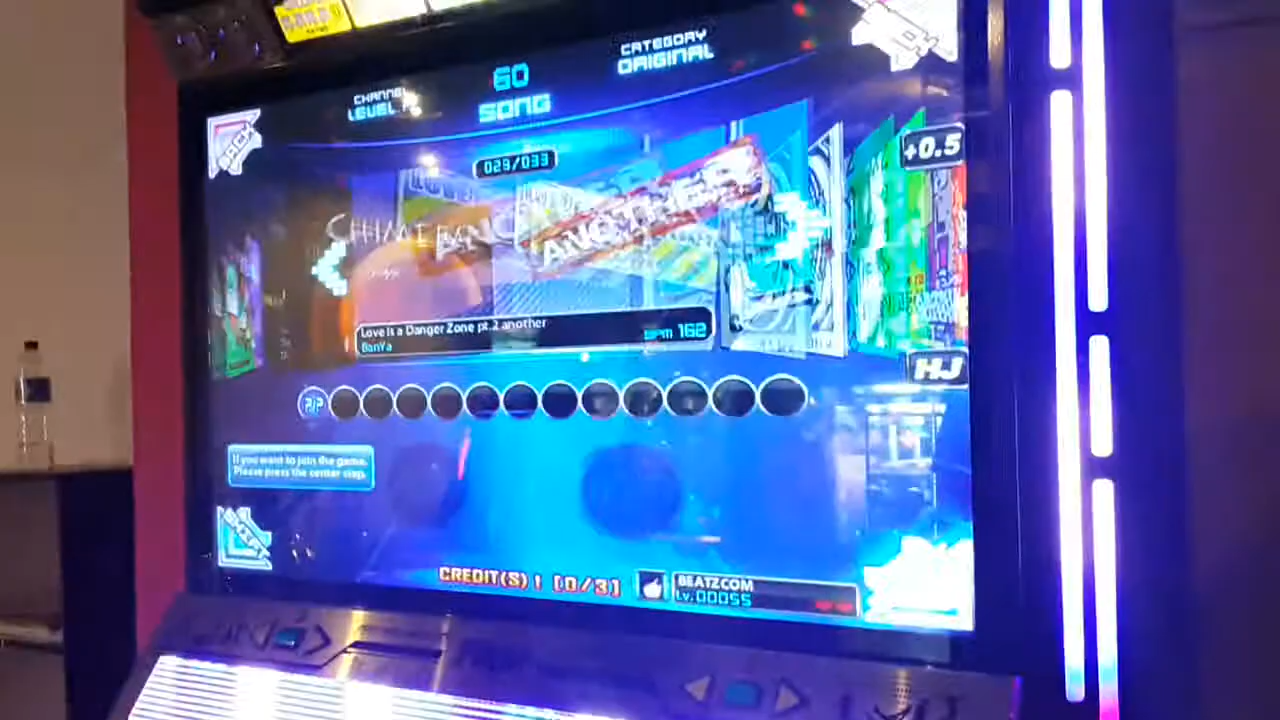 CATEGORY
ORIGINAL
60
SONG
CHANNEL
LEVEL
BACK
+0.5
029/033
ANOTHER
Love is a Danger Zone pt.2 another
BPM 162
BanYa
HJ
If you want to join the game.
Please press the center step.
CREDIT(S) ! [0/3]
BEATZCOM
Lv.00055